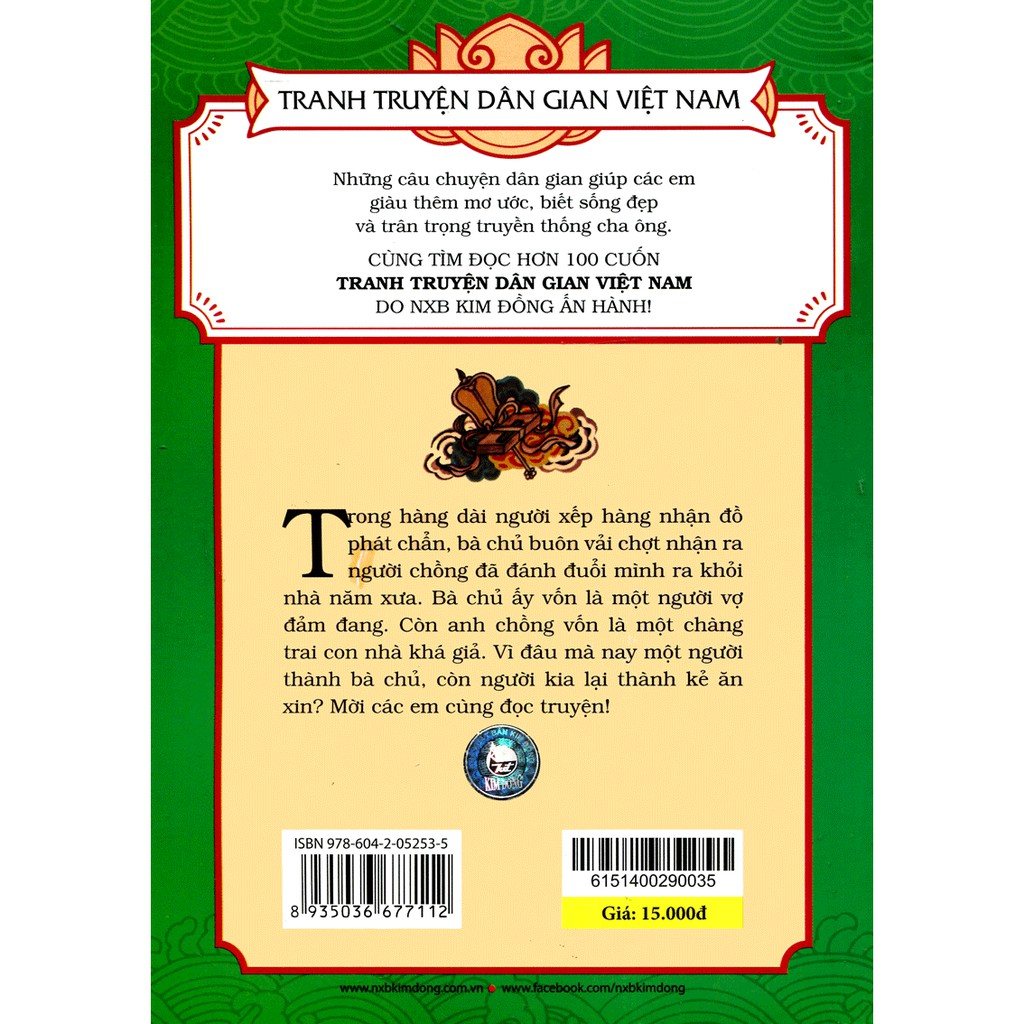 TRANH TRUYỆN DÂN GIAN VIỆT NAM
Những câu chuyện dân gian giúp các em
giàu thêm mơ ước, biết sống đẹp
và trân trọng truyền thống cha ông.
CÙNG TÌM ĐỌC HƠN 100 CUỐN
TRANH TRUYỆN DÂN GIAN VIỆT NAM
DO NXB KIM ĐỒNG ẤN HÀNH!
Trong hàng dài người xếp hàng nhận đồ
phát chẩn, bà chủ buôn vải chợt nhận ra
người chồng đã đánh đuổi mình ra khỏi
nhà năm xưa. Bà chủ ấy vốn là một người vợ
đảm đang. Còn anh chồng vốn là một chàng
trai con nhà khá giả. Vì đâu mà nay một người
thành bà chủ, còn người kia lại thành kẻ ăn
xin? Mời các em cùng đọc truyện!
KIM ĐỒNG
ISBN 978-604-2-05253-5
8 935036 677112
6151400290035
Giá: 15.000đ
www.nxbkimdong.com.vn • www.facebook.com/nxbkimdong